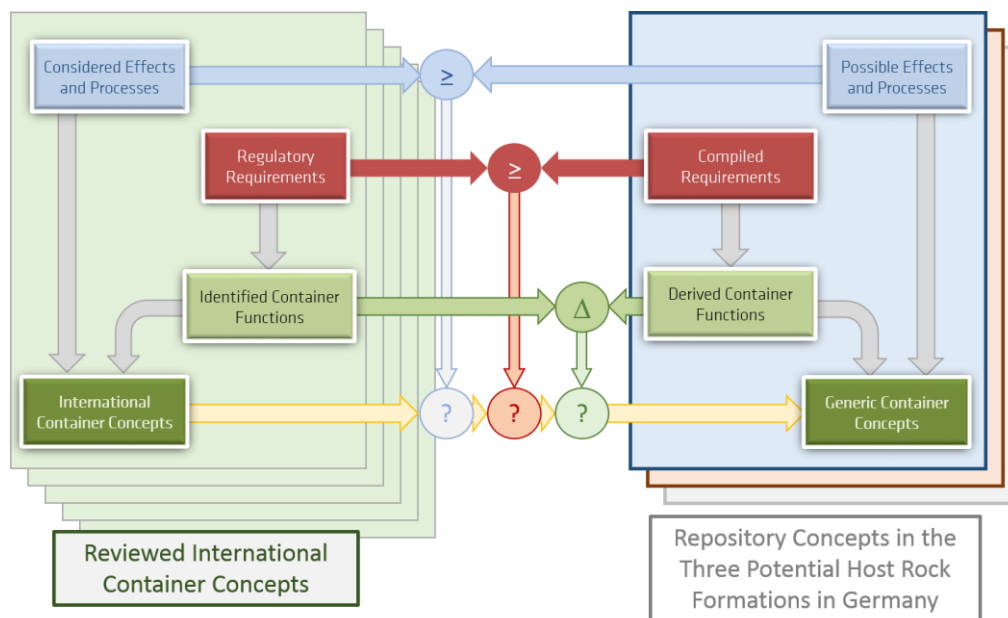 Considered Effects
and Processes
≥
Possible Effects
and Processes
Regulatory
Requirements
≥
Compiled
Requirements
Identified Container
Functions
Δ
Derived Container
Functions
International
Container Concepts
?
?
?
Generic Container
Concepts
Reviewed International
Container Concepts
Repository Concepts in the
Three Potential Host Rock
Formations in Germany